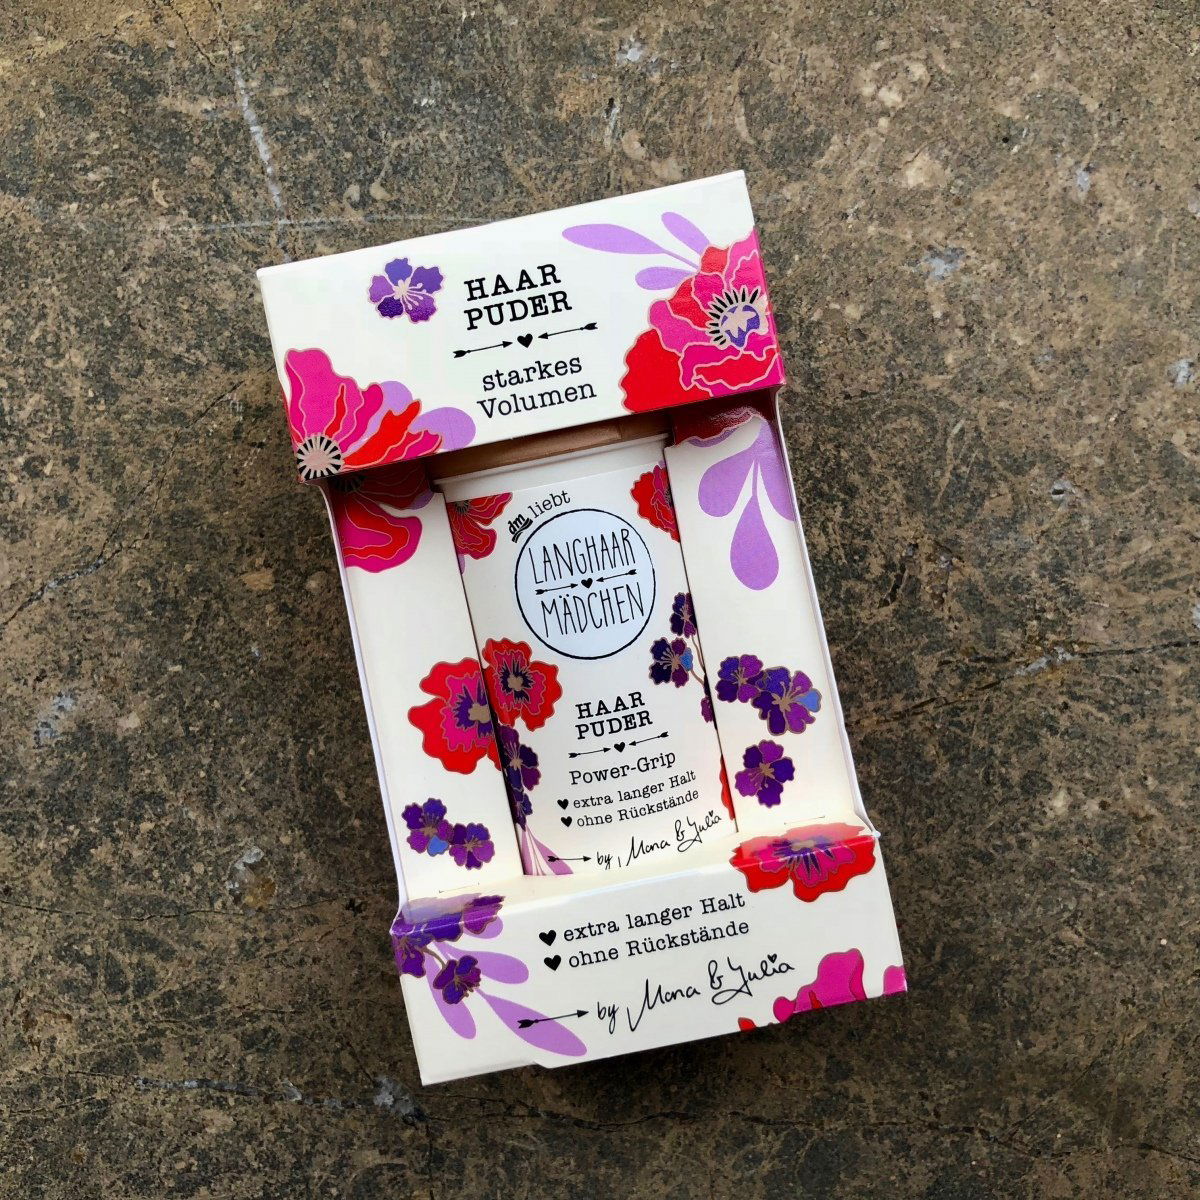 HAAR
PUDER
starkes
Volumen
dm liebt
LANGHAAR
MÄDCHEN
HAAR
PUDER
Power-Grip
extra langer Halt
ohne Rückstände
by Mona & Julia
extra langer Halt
ohne Rückstände
by Mona & Julia